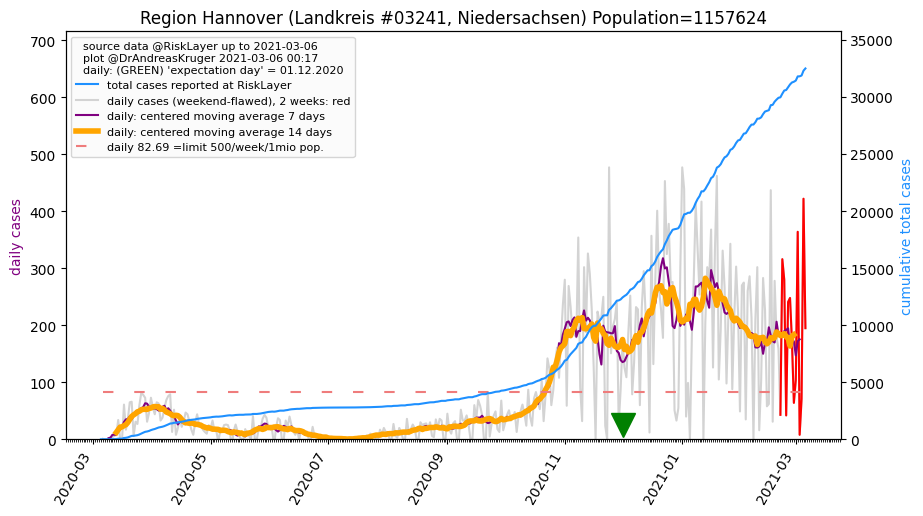 Region Hannover (Landkreis #03241, Niedersachsen) Population=1157624
source data @RiskLayer up to 2021-03-06
plot @DrAndreasKruger 2021-03-06 00:17
daily: (GREEN) 'expectation day' = 01.12.2020
total cases reported at RiskLayer
daily cases (weekend-flawed), 2 weeks: red
daily: centered moving average 7 days
daily: centered moving average 14 days
daily 82.69 =limit 500/week/1mio pop.
daily cases
700
600
500
400
300
200
100
0
35000
30000
25000
20000
15000
10000
5000
0
cumulative total cases
2020-03
2020-05
2020-07
2020-09
2020-11
2021-01
2021-03